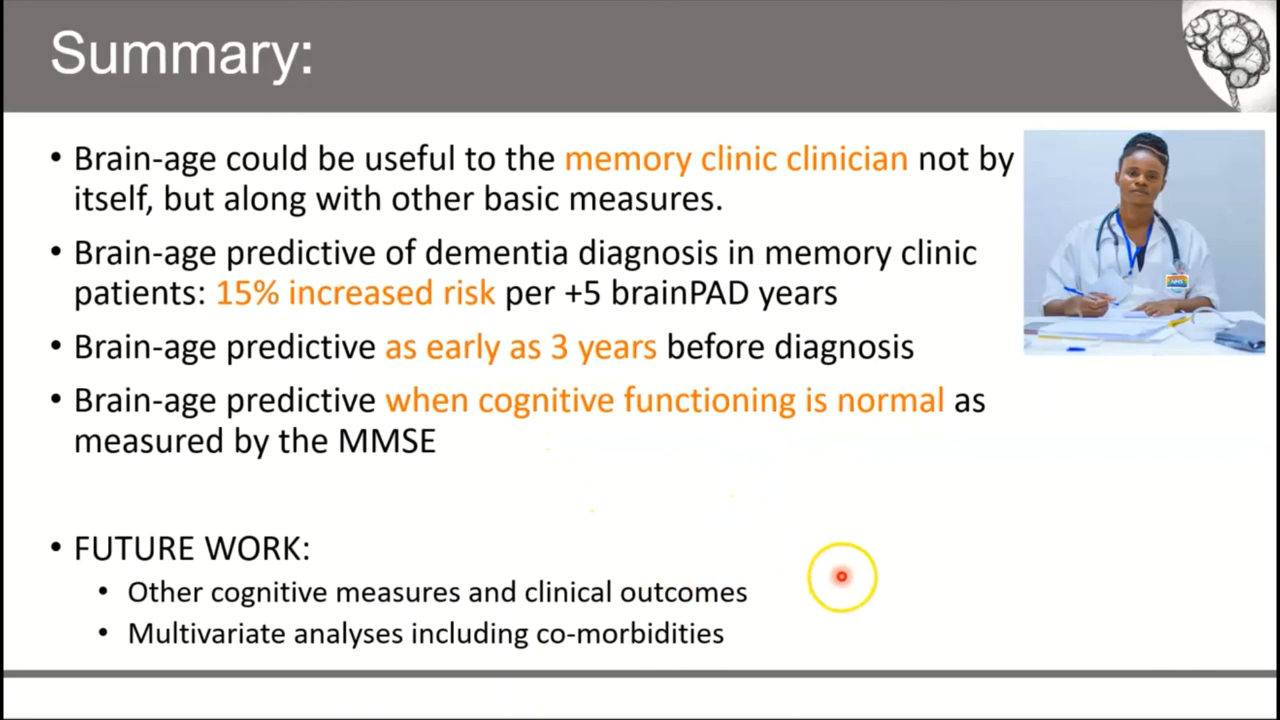 Summary:
• Brain-age could be useful to the memory clinic clinician not by
itself, but along with other basic measures.
• Brain-age predictive of dementia diagnosis in memory clinic
patients: 15% increased risk per +5 brainPAD years
• Brain-age predictive as early as 3 years before diagnosis
• Brain-age predictive when cognitive functioning is normal as
measured by the MMSE
• FUTURE WORK:
• Other cognitive measures and clinical outcomes
• Multivariate analyses including co-morbidities